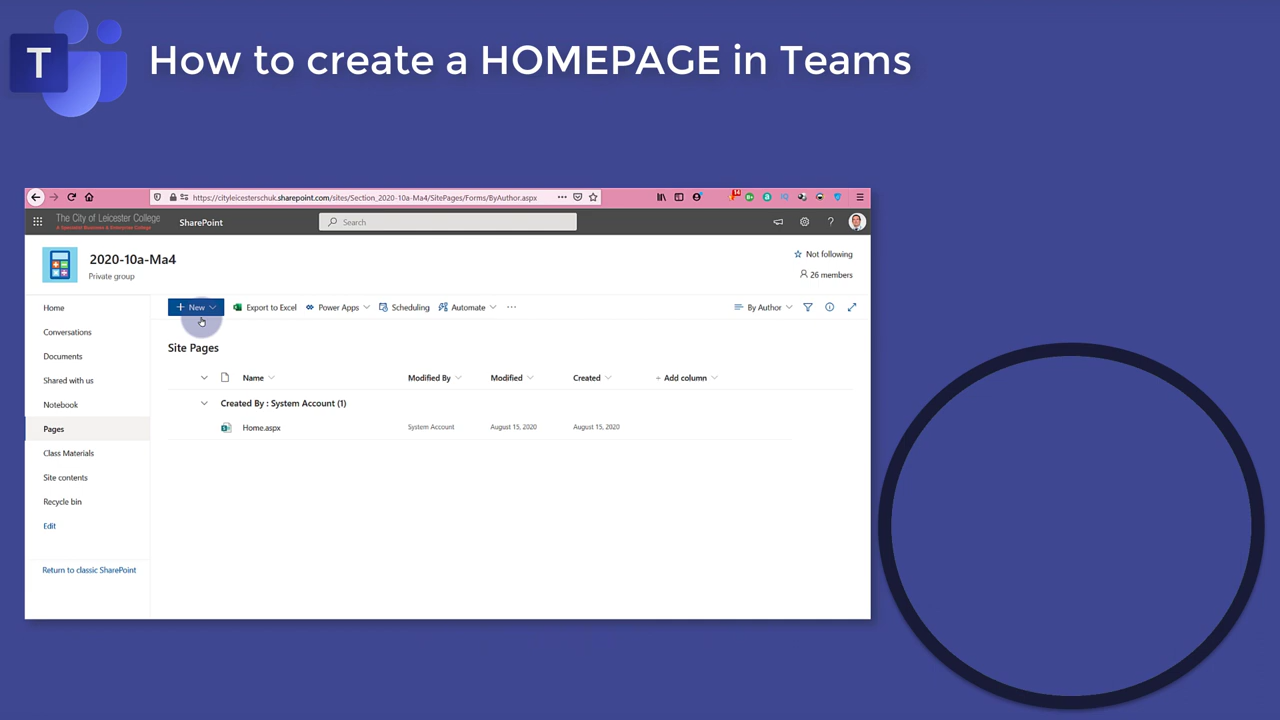 T
How to create a HOMEPAGE in Teams
https://cityleicesterschuk.sharepoint.com/sites/Section_2020-10a-Ma4/SitePages/Forms/ByAuthor.aspx
The City of Leicester College
A Specialist Business & Enterprise College
SharePoint
Search
?
2020-10a-Ma4
Private group
Not following
26 members
Home
Conversations
Documents
Shared with us
Notebook
Pages
Class Materials
Site contents
Recycle bin
Edit
Return to classic SharePoint
+ New
Export to Excel
Power Apps
Scheduling
Automate
...
By Author
Site Pages
Name
Modified By
Modified
Created
+ Add column
Created By : System Account (1)
Home.aspx
System Account
August 15, 2020
August 15, 2020